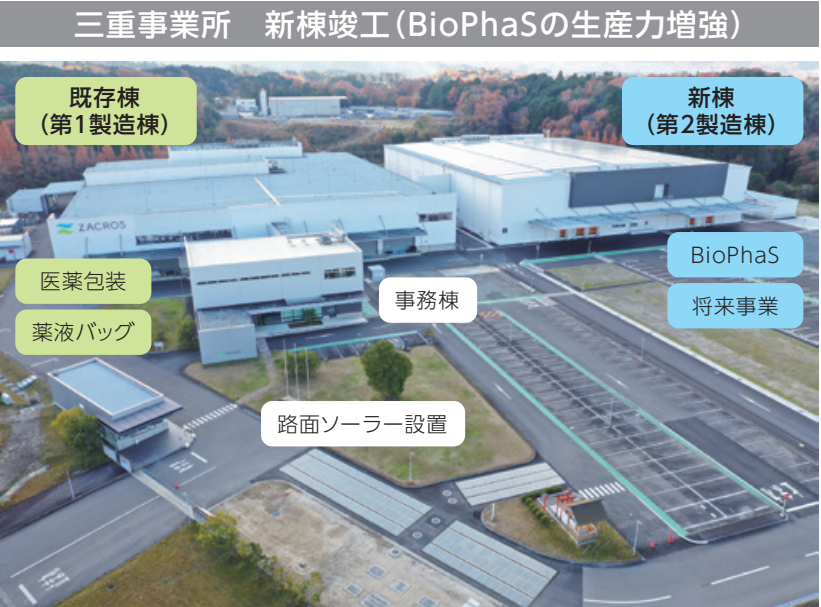 三重事業所　新棟竣工（BioPhaSの生産力増強）
既存棟
（第1製造棟）
新棟
（第2製造棟）
ZACROS
BioPhaS
医薬包装
事務棟
将来事業
薬液バッグ
路面ソーラー設置